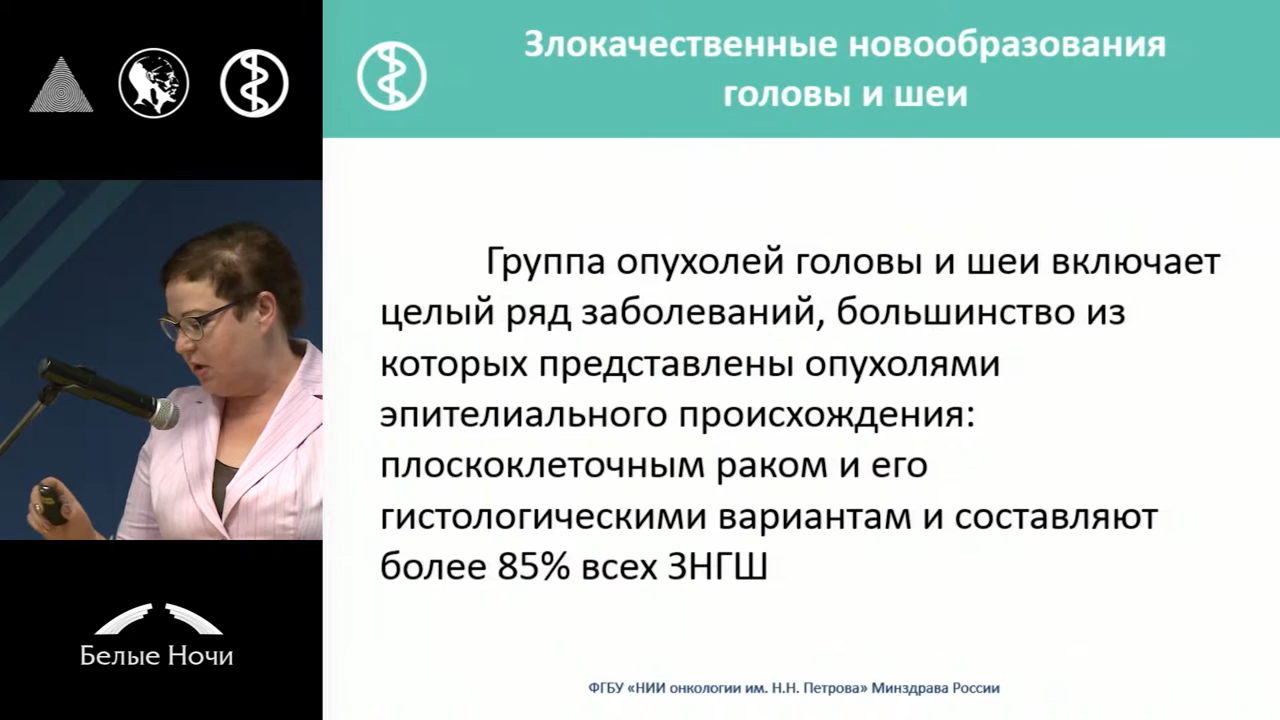 Злокачественные новообразования
головы и шеи
Группа опухолей головы и шеи включает
целый ряд заболеваний, большинство из
которых представлены опухолями
эпителиального происхождения:
плоскоклеточным раком и его
гистологическими вариантам и составляют
более 85% всех ЗНГШ
ФГБУ «НИИ онкологии им. Н.Н. Петрова» Минздрава России
Белые Ночи